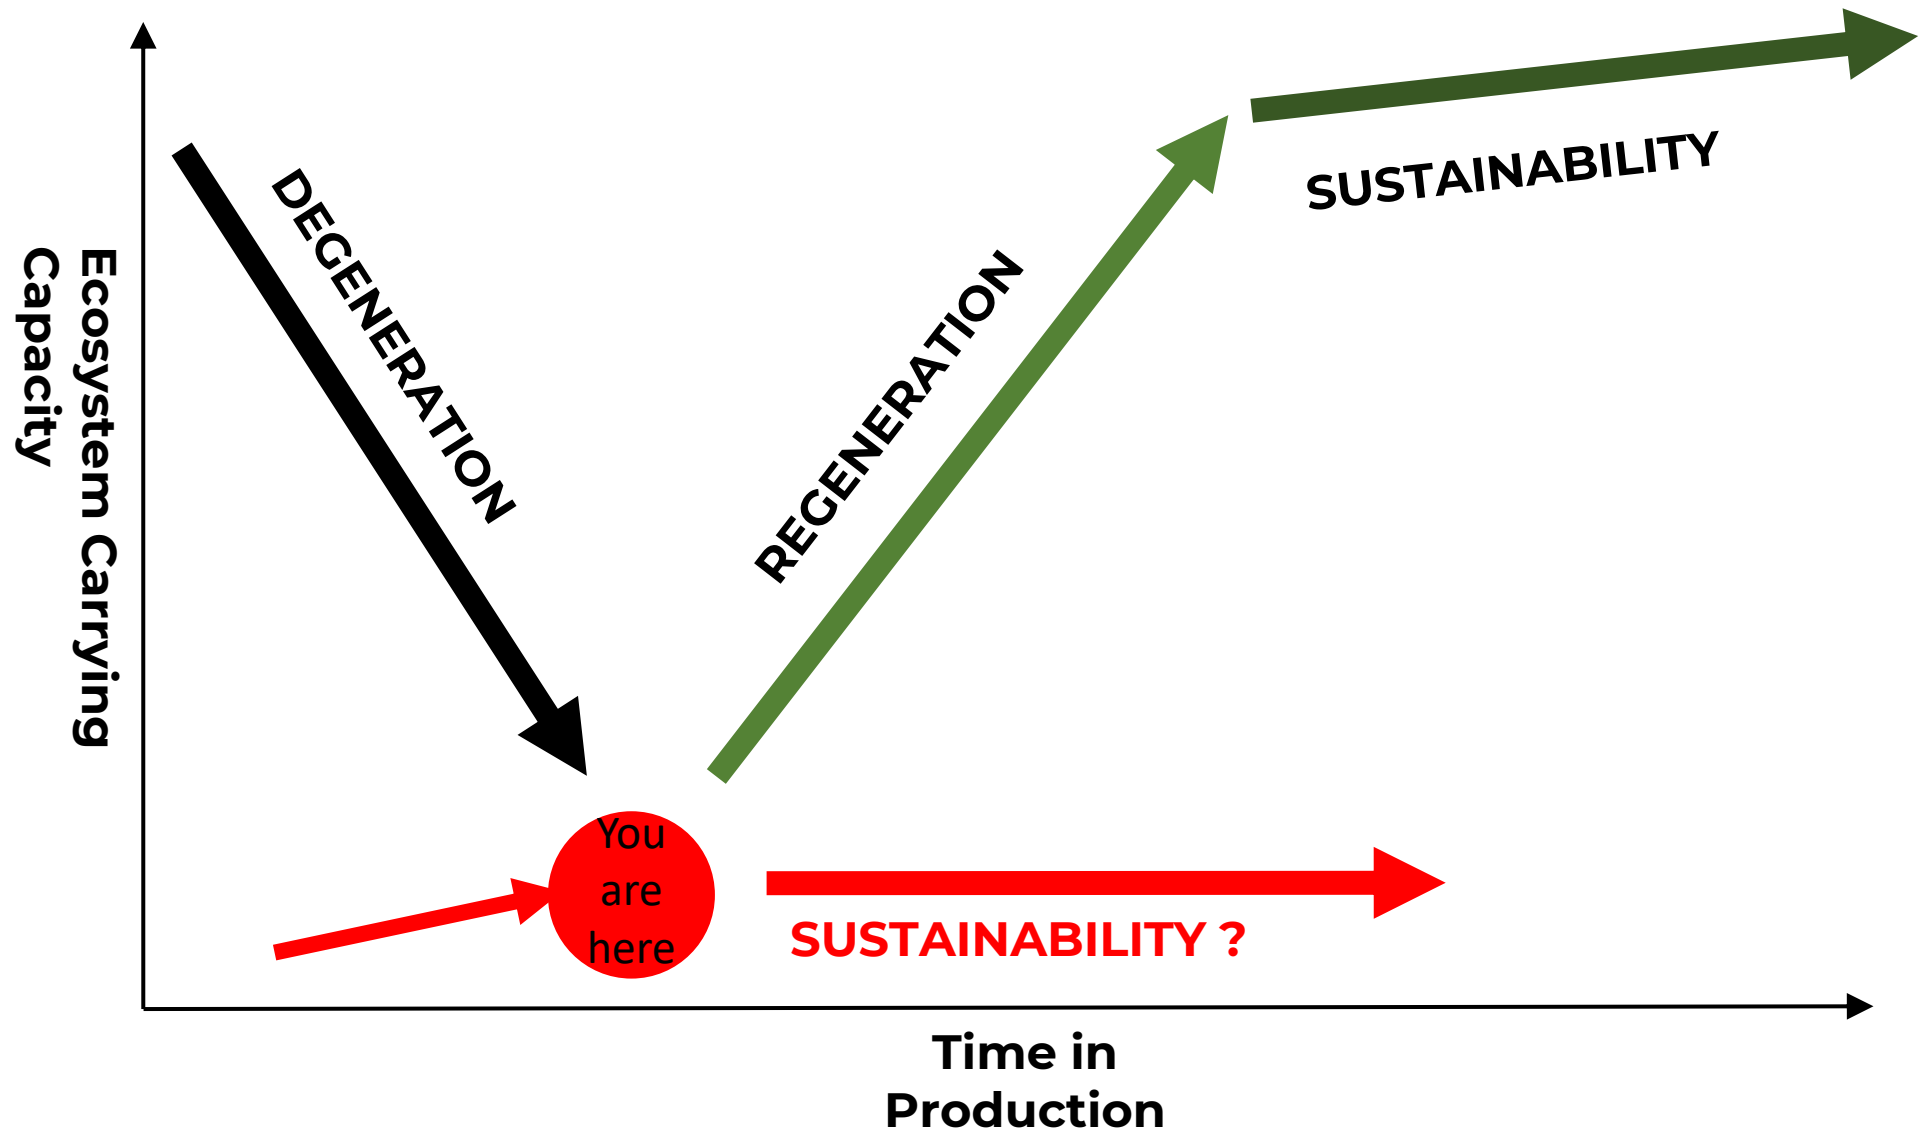 Ecosystem Carrying
Capacity
DEGENERATION
REGENERATION
SUSTAINABILITY
You
are
here
SUSTAINABILITY ?
Time in
Production